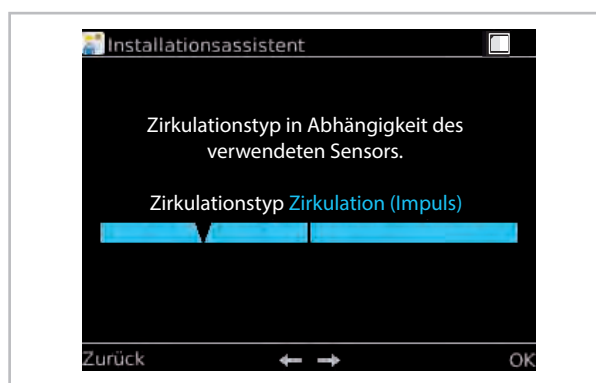 Installationsassistent
Zirkulationstyp in Abhängigkeit des
verwendeten Sensors.
Zirkulationstyp Zirkulation (Impuls)
Zurück ← → OK